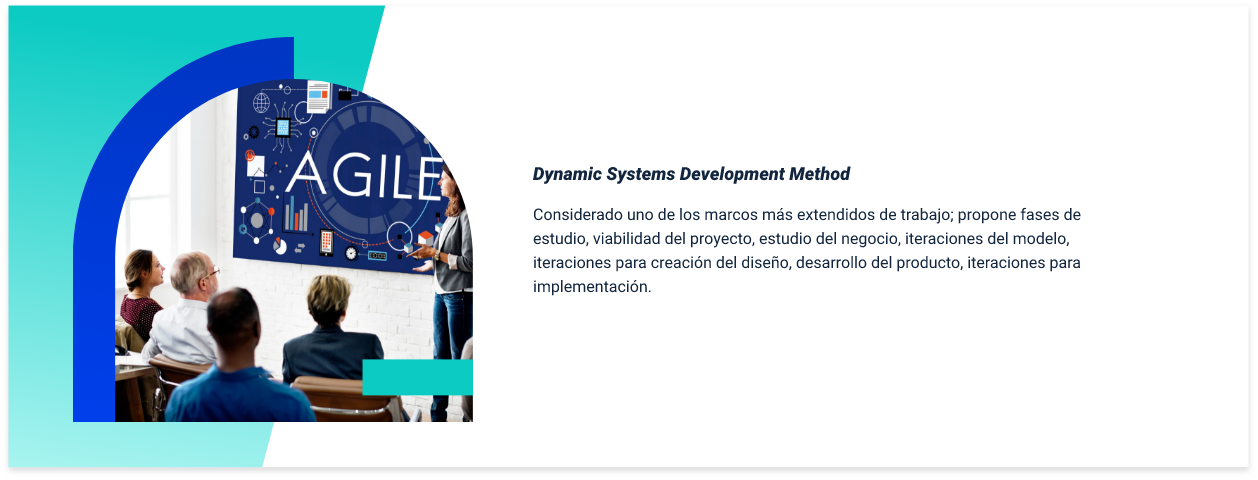 AGILE
Dynamic Systems Development Method
Considerado uno de los marcos más extendidos de trabajo; propone fases de
estudio, viabilidad del proyecto, estudio del negocio, iteraciones del modelo,
iteraciones para creación del diseño, desarrollo del producto, iteraciones para
implementación.